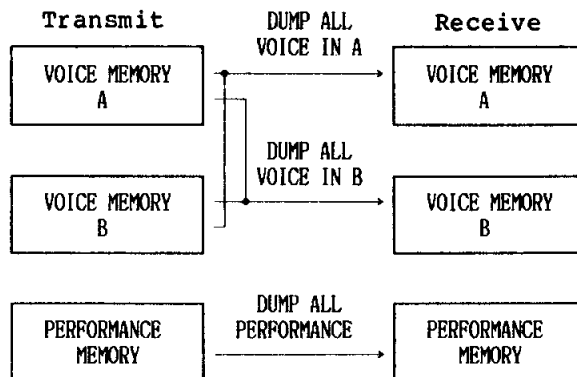 Transmit
DUMP ALL
VOICE IN A
Receive
VOICE MEMORY
A
VOICE MEMORY
A
DUMP ALL
VOICE IN B
VOICE MEMORY
B
VOICE MEMORY
B
DUMP ALL
PERFORMANCE
PERFORMANCE
MEMORY
PERFORMANCE
MEMORY